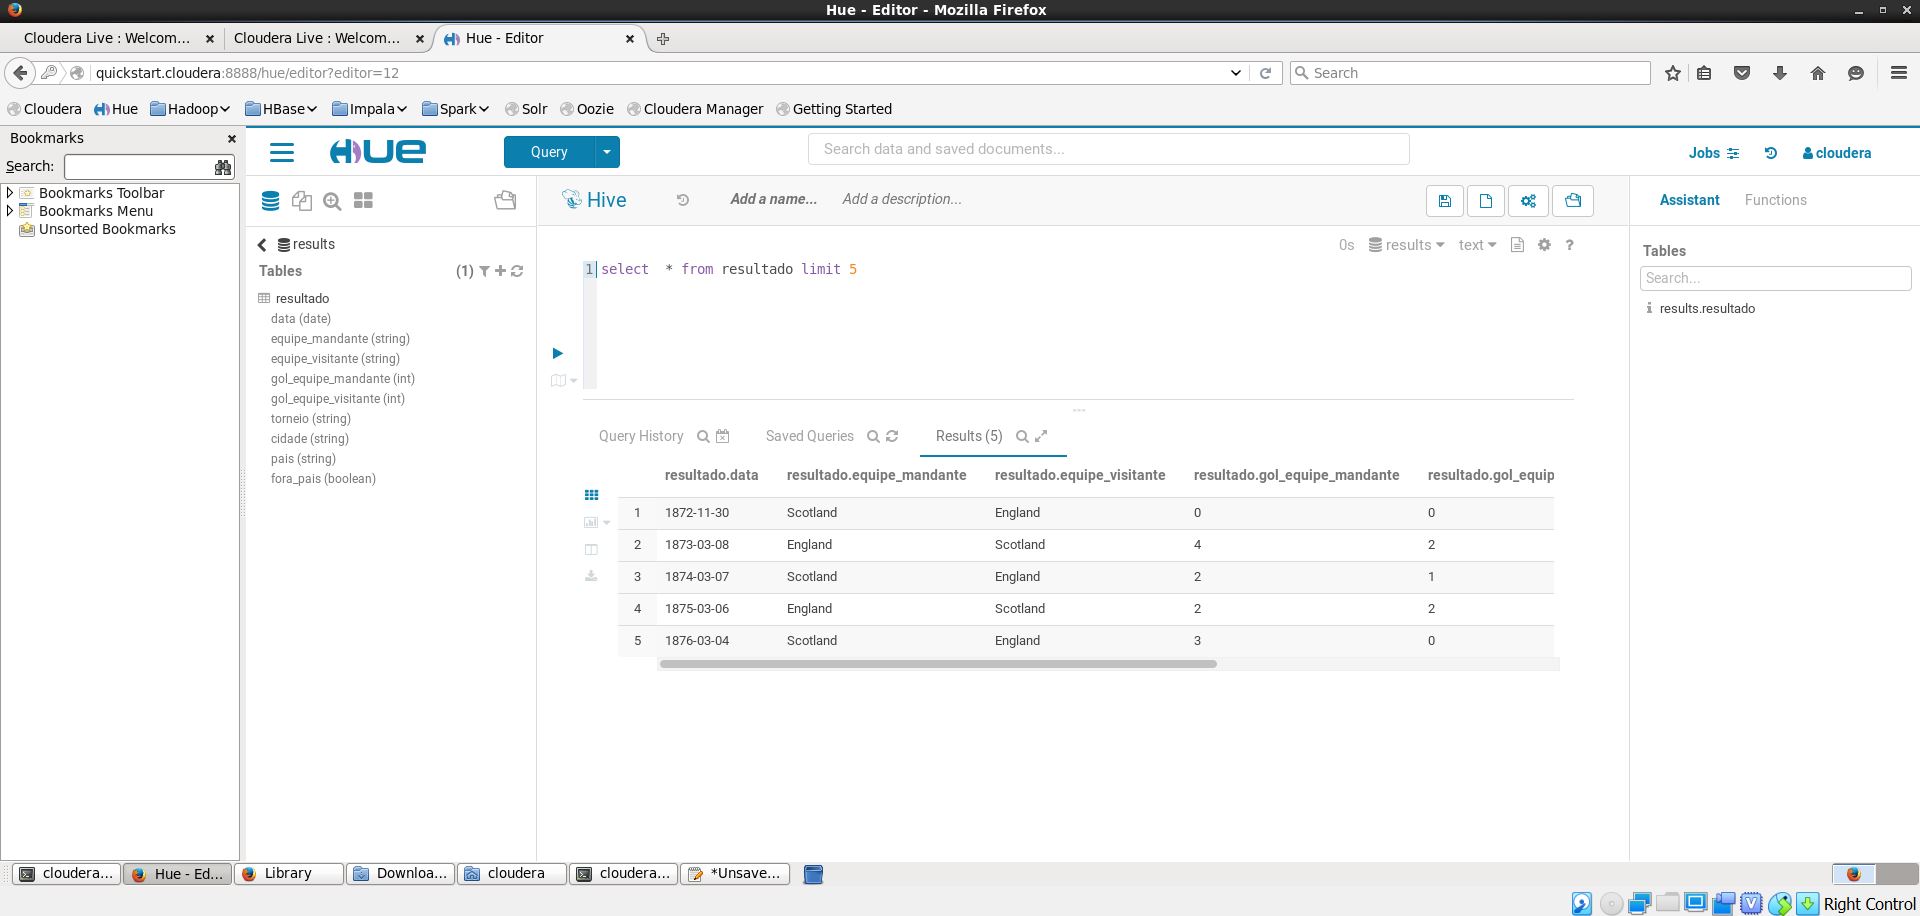 Hue - Editor - Mozilla Firefox
Cloudera Live : Welcom... Cloudera Live : Welcom... Hue - Editor
quickstart.cloudera:8888/hue/editor?editor=12 Search
Cloudera Hue Hadoop HBase Impala Spark Solr Oozie Cloudera Manager Getting Started
Bookmarks
Search:
Bookmarks Toolbar
Bookmarks Menu
Unsorted Bookmarks
HUE Query Search data and saved documents... Jobs cloudera
Hive Add a name... Add a description...
results
Tables (1)
resultado
data (date)
equipe_mandante (string)
equipe_visitante (string)
gol_equipe_mandante (int)
gol_equipe_visitante (int)
torneio (string)
cidade (string)
pais (string)
fora_pais (boolean)
0s results text ?
1 select * from resultado limit 5
Query History Saved Queries Results (5)
resultado.data resultado.equipe_mandante resultado.equipe_visitante resultado.gol_equipe_mandante resultado.gol_equip
1 1872-11-30 Scotland England 0 0
2 1873-03-08 England Scotland 4 2
3 1874-03-07 Scotland England 2 1
4 1875-03-06 England Scotland 2 2
5 1876-03-04 Scotland England 3 0
Assistant Functions
Tables
Search...
results.resultado
cloudera... Hue - Ed... Library Downloa... cloudera cloudera... *Unsave...
Right Control